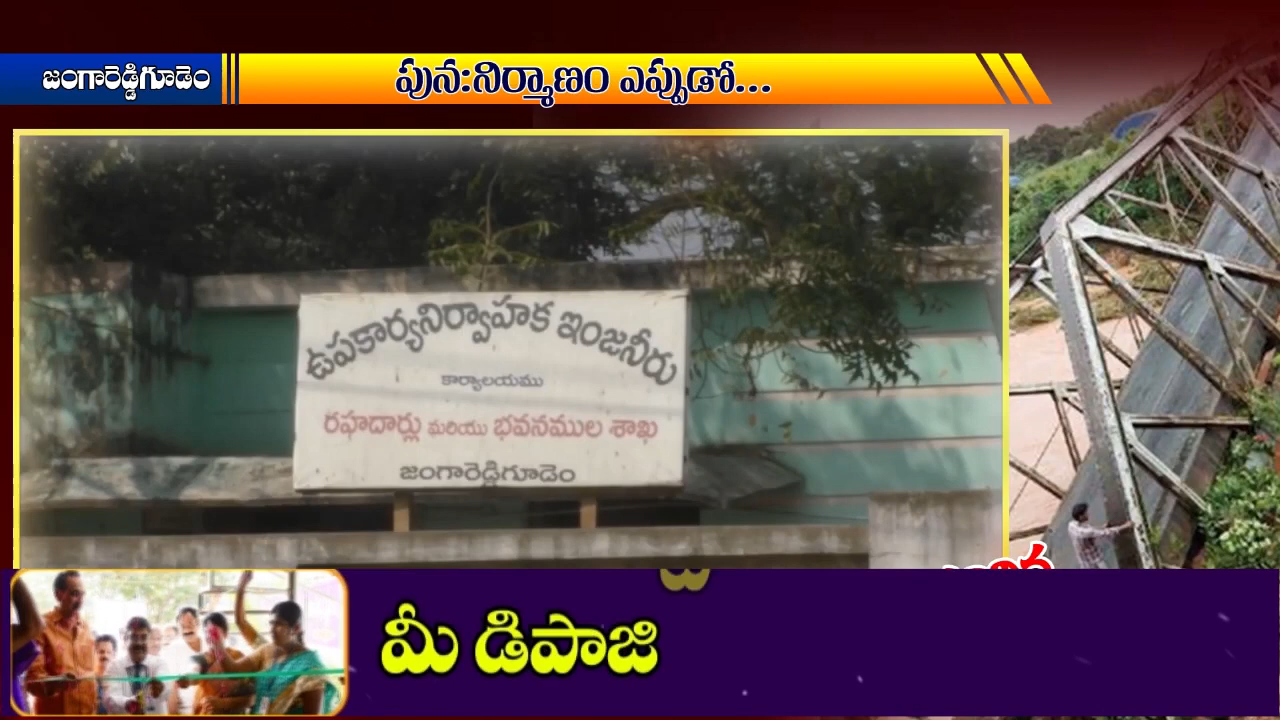 జంగారెడ్డిగూడెం
పున:నిర్మాణం ఎప్పుడో...
ఉపకార్యనిర్వాహక ఇంజనీరు
కార్యాలయము
రహదార్లు మరియు భవనముల శాఖ
జంగారెడ్డిగూడెం
మీ డిపాజి